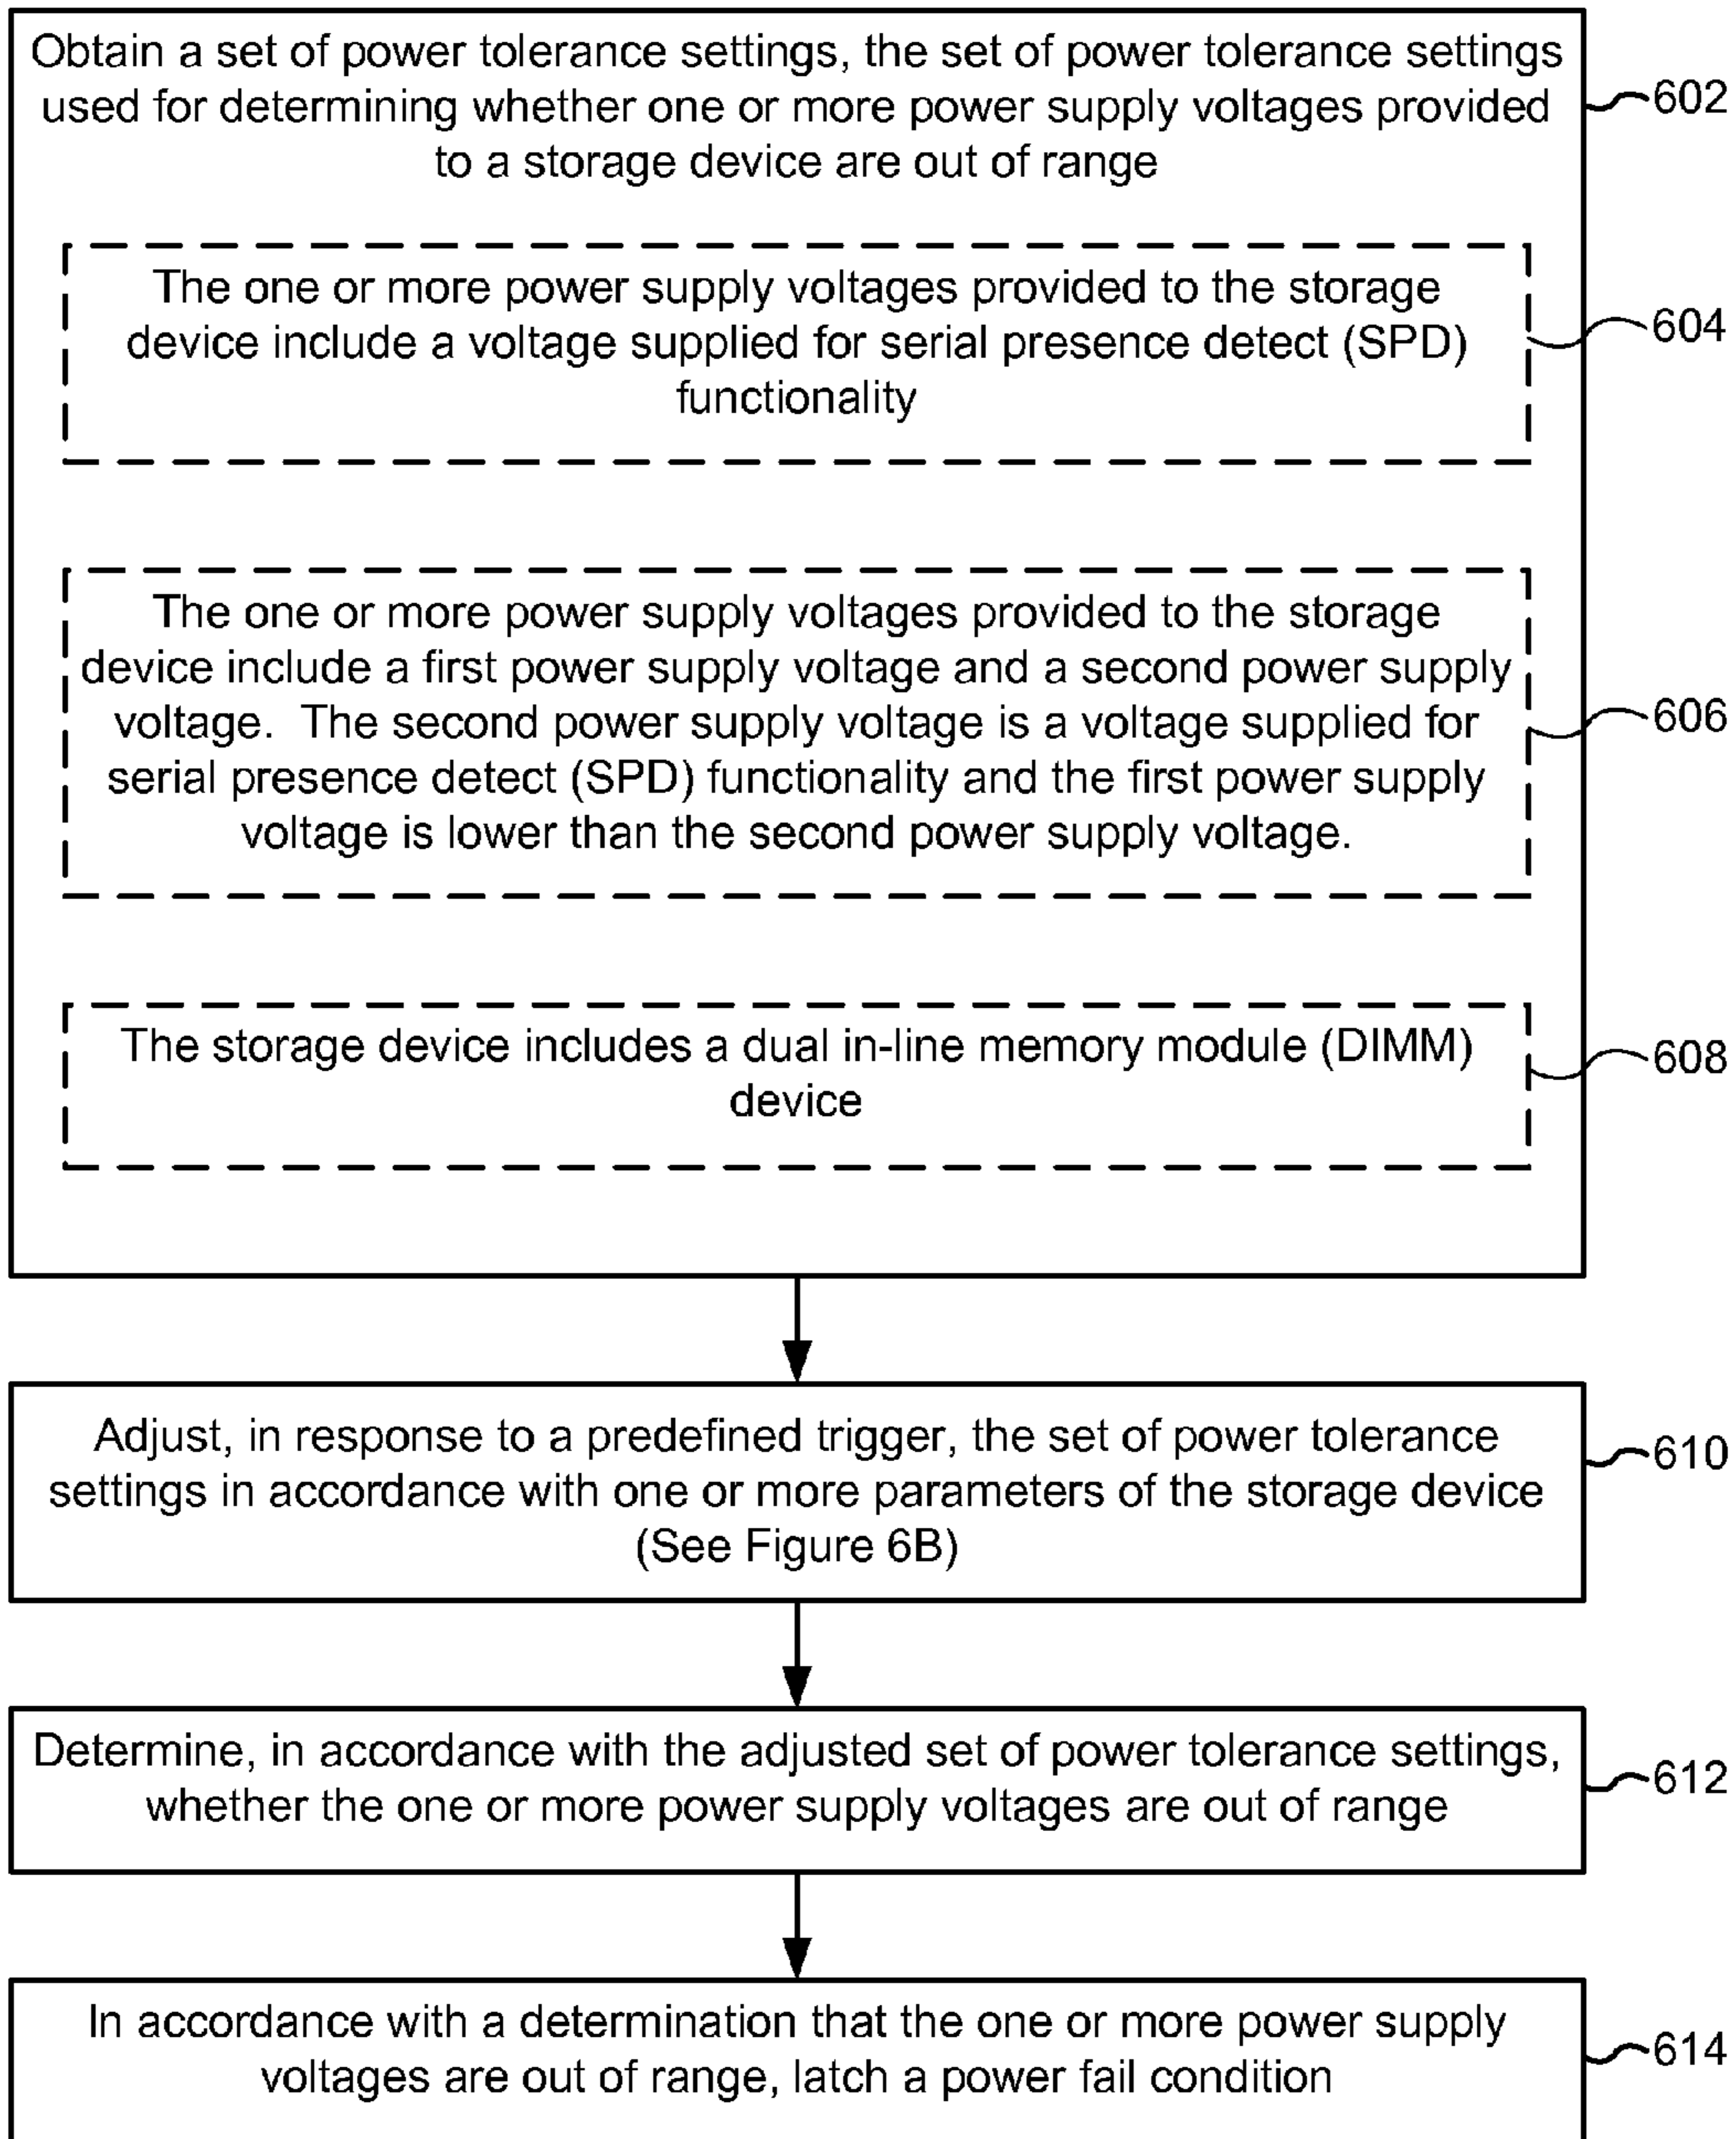 Obtain a set of power tolerance settings, the set of power tolerance settings
used for determining whether one or more power supply voltages provided
to a storage device are out of range
602
The one or more power supply voltages provided to the storage
device include a voltage supplied for serial presence detect (SPD)
functionality
604
The one or more power supply voltages provided to the storage
device include a first power supply voltage and a second power supply
voltage.  The second power supply voltage is a voltage supplied for
serial presence detect (SPD) functionality and the first power supply
voltage is lower than the second power supply voltage.
606
The storage device includes a dual in-line memory module (DIMM)
device
608
Adjust, in response to a predefined trigger, the set of power tolerance
settings in accordance with one or more parameters of the storage device
(See Figure 6B)
610
Determine, in accordance with the adjusted set of power tolerance settings,
whether the one or more power supply voltages are out of range
612
In accordance with a determination that the one or more power supply
voltages are out of range, latch a power fail condition
614